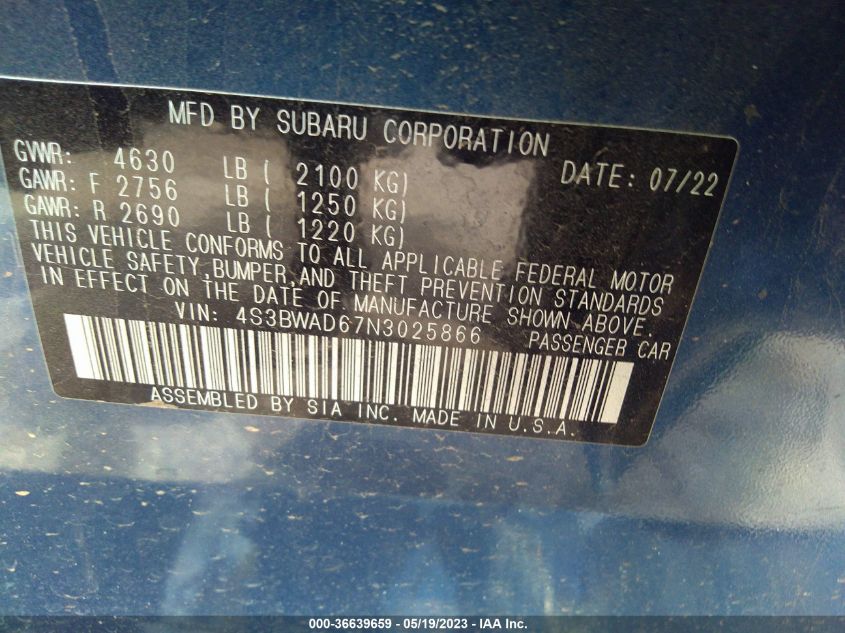 MFD BY SUBARU CORPORATION
GVWR: 4630 LB ( 2100 KG) DATE: 07/22
GAWR: F 2756 LB ( 1250 KG)
GAWR: R 2690 LB ( 1220 KG)
THIS VEHICLE CONFORMS TO ALL APPLICABLE FEDERAL MOTOR
VEHICLE SAFETY,BUMPER,AND THEFT PREVENTION STANDARDS
IN EFFECT ON THE DATE OF MANUFACTURE SHOWN ABOVE.
VIN: 4S3BWAD67N3025866 PASSENGER CAR
ASSEMBLED BY SIA INC. MADE IN U.S.A.
000-36639659 - 05/19/2023 - IAA Inc.